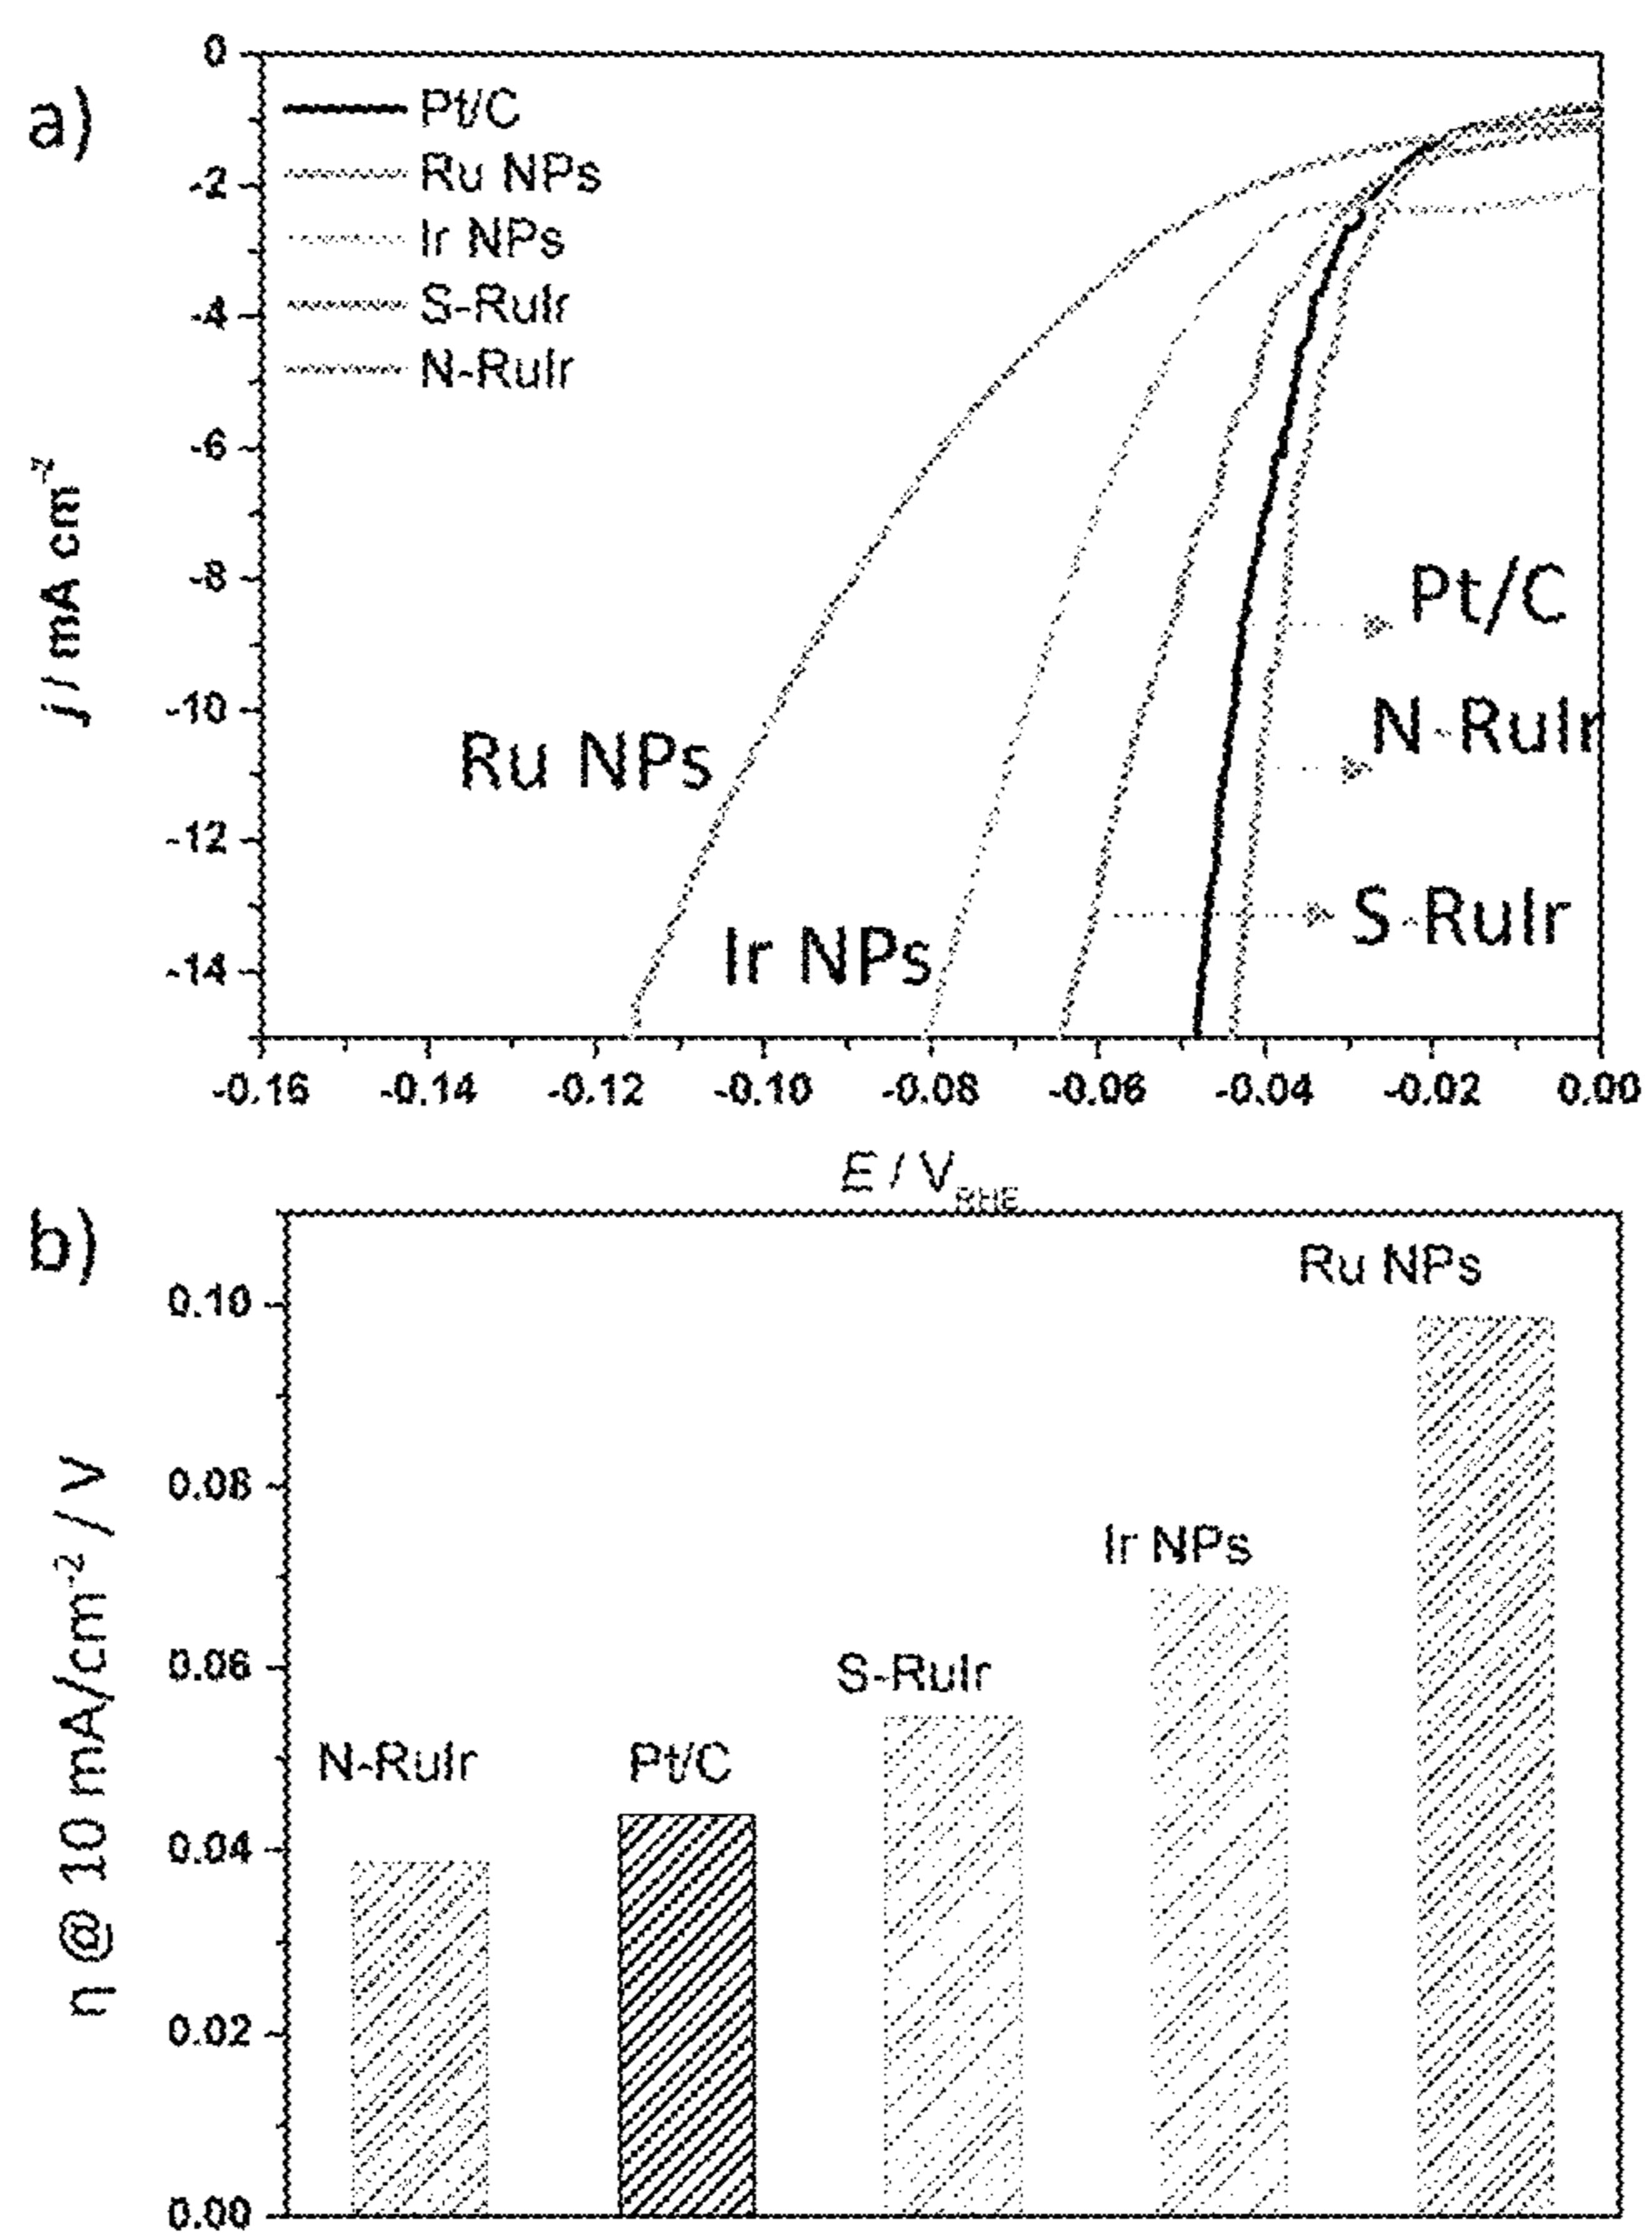 a)
0
-2
-4
-6
-8
-10
-12
-14
j / mA cm⁻²
Pt/C
Ru NPs
Ir NPs
S-RuIr
N-RuIr
Pt/C
N-RuIr
Ru NPs
S-RuIr
Ir NPs
-0.16 -0.14 -0.12 -0.10 -0.08 -0.06 -0.04 -0.02 0.00
E / V_RHE
b)
0.10
0.08
0.06
0.04
0.02
0.00
η @ 10 mA/cm⁻² / V
Ru NPs
Ir NPs
S-RuIr
N-RuIr
Pt/C